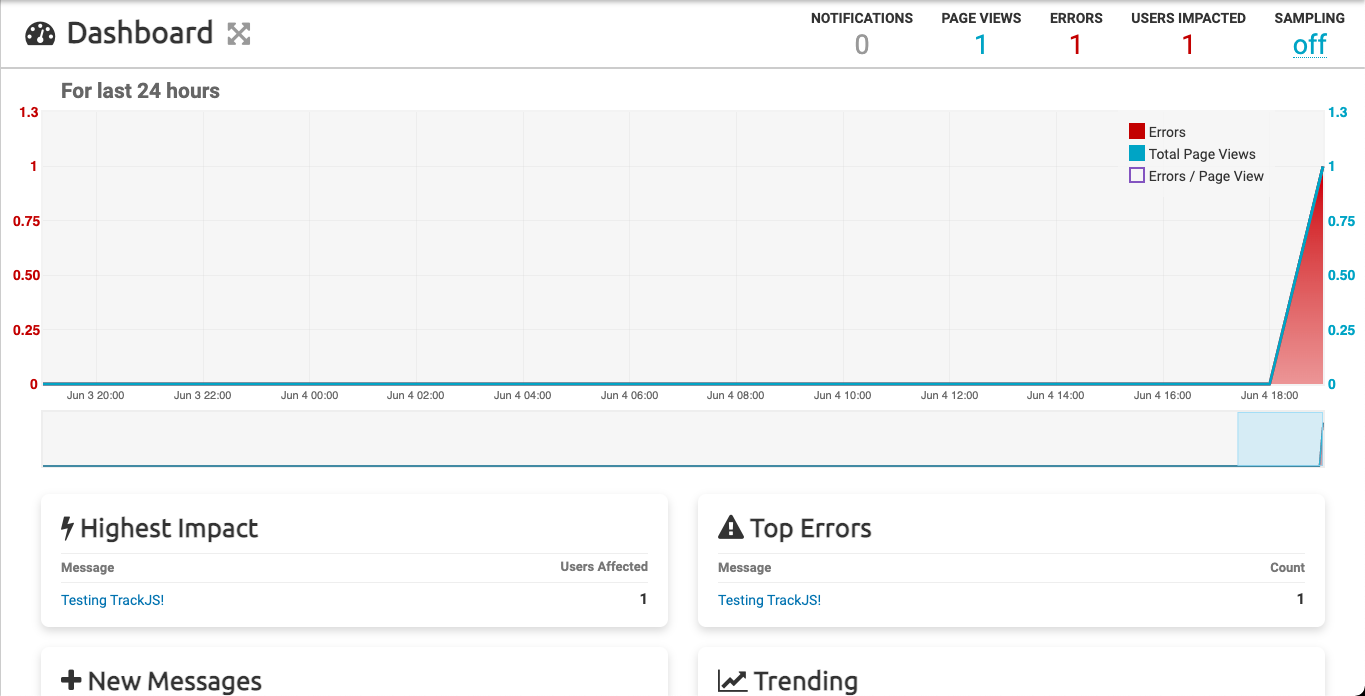 Dashboard
NOTIFICATIONS PAGE VIEWS ERRORS USERS IMPACTED SAMPLING
0 1 1 1 off
For last 24 hours
1.3 1.3
Errors
Total Page Views
1 1
Errors / Page View
0.75 0.75
0.50 0.50
0.25 0.25
0 0
Jun 3 20:00 Jun 3 22:00 Jun 4 00:00 Jun 4 02:00 Jun 4 04:00 Jun 4 06:00 Jun 4 08:00 Jun 4 10:00 Jun 4 12:00 Jun 4 14:00 Jun 4 16:00 Jun 4 18:00
Highest Impact
Message Users Affected
Testing TrackJS! 1
Top Errors
Message Count
Testing TrackJS! 1
New Messages
Trending